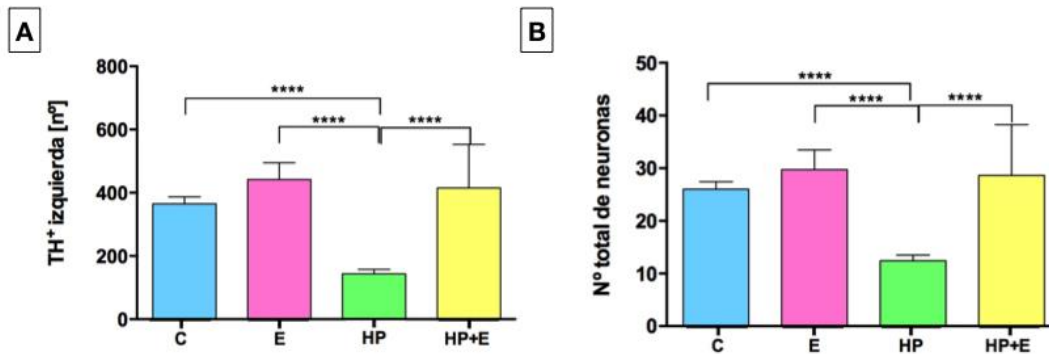 A
TH⁺ izquierda [nº]
800
600
400
200
0
****
****
****
C
E
HP
HP+E
B
Nº total de neuronas
50
40
30
20
10
0
****
****
****
C
E
HP
HP+E